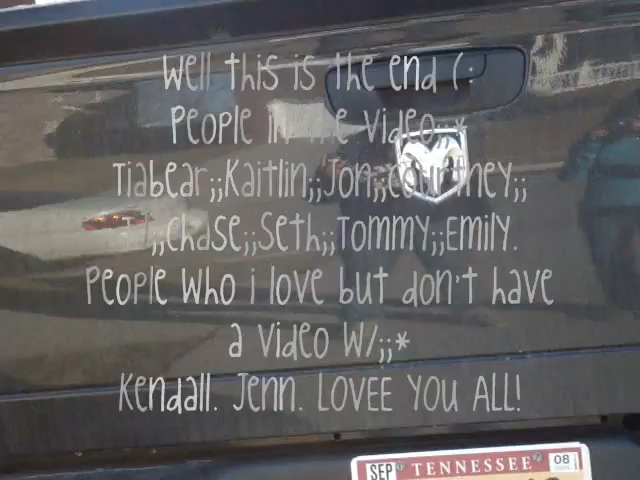 Well this is the end (:
People in the video;;*
Tiabear;;Kaitlin;;Jon;;Courtney;;
;;Chase;;Seth;;Tommy;;Emily.
People who i love but don't have
a video w/;;*
Kendall. Jenn. LOVEE YOU ALL!
SEP TENNESSEE 08